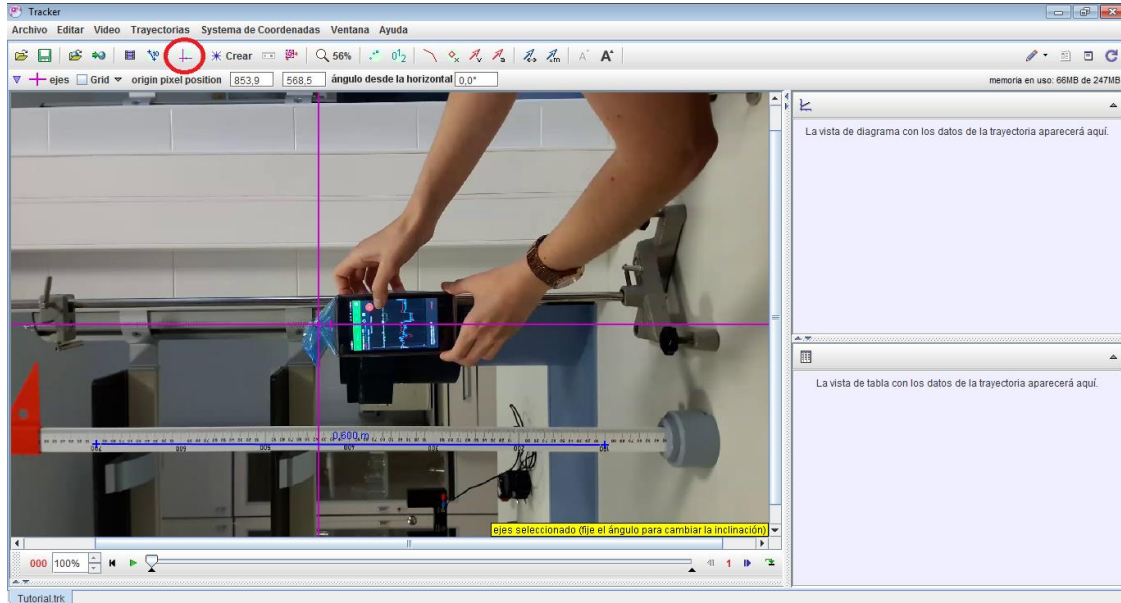 Tracker
Archivo Editar Video Trayectorias Systema de Coordenadas Ventana Ayuda
Crear 56%
ejes Grid origin pixel position 853,9 568,5 ángulo desde la horizontal 0,0°
memoria en uso: 66MB de 247MB
La vista de diagrama con los datos de la trayectoria aparecerá aquí.
0,600 m
La vista de tabla con los datos de la trayectoria aparecerá aquí.
ejes seleccionado (fije el ángulo para cambiar la inclinación)
000 100% 1
Tutorial.trk